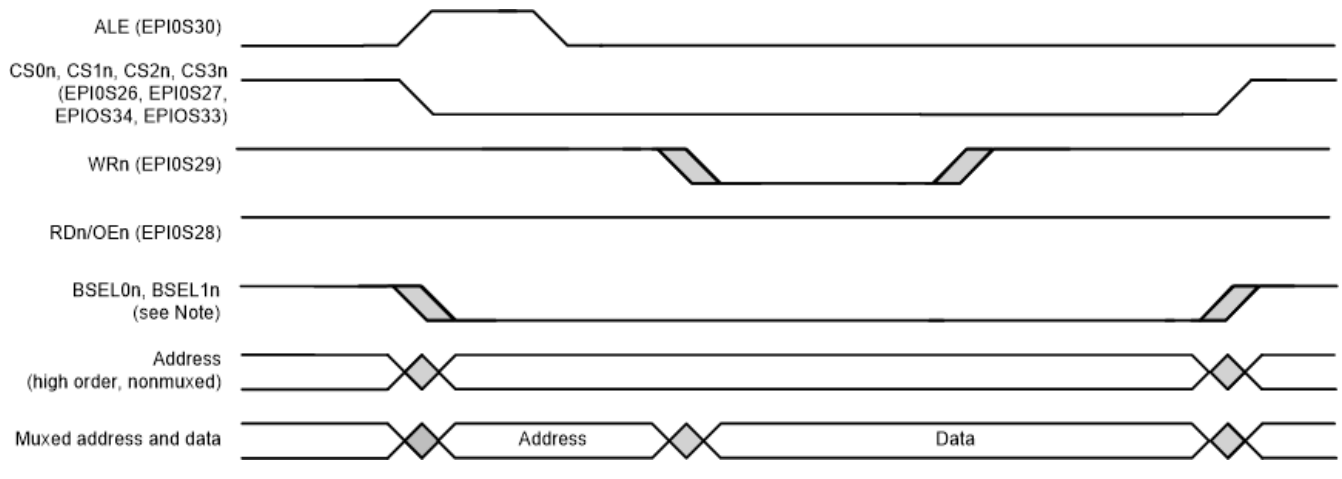 ALE (EPI0S30)
CS0n, CS1n, CS2n, CS3n
(EPI0S26, EPI0S27,
EPIOS34, EPIOS33)
WRn (EPI0S29)
RDn/OEn (EPI0S28)
BSEL0n, BSEL1n
(see Note)
Address
(high order, nonmuxed)
Muxed address and data
Address
Data